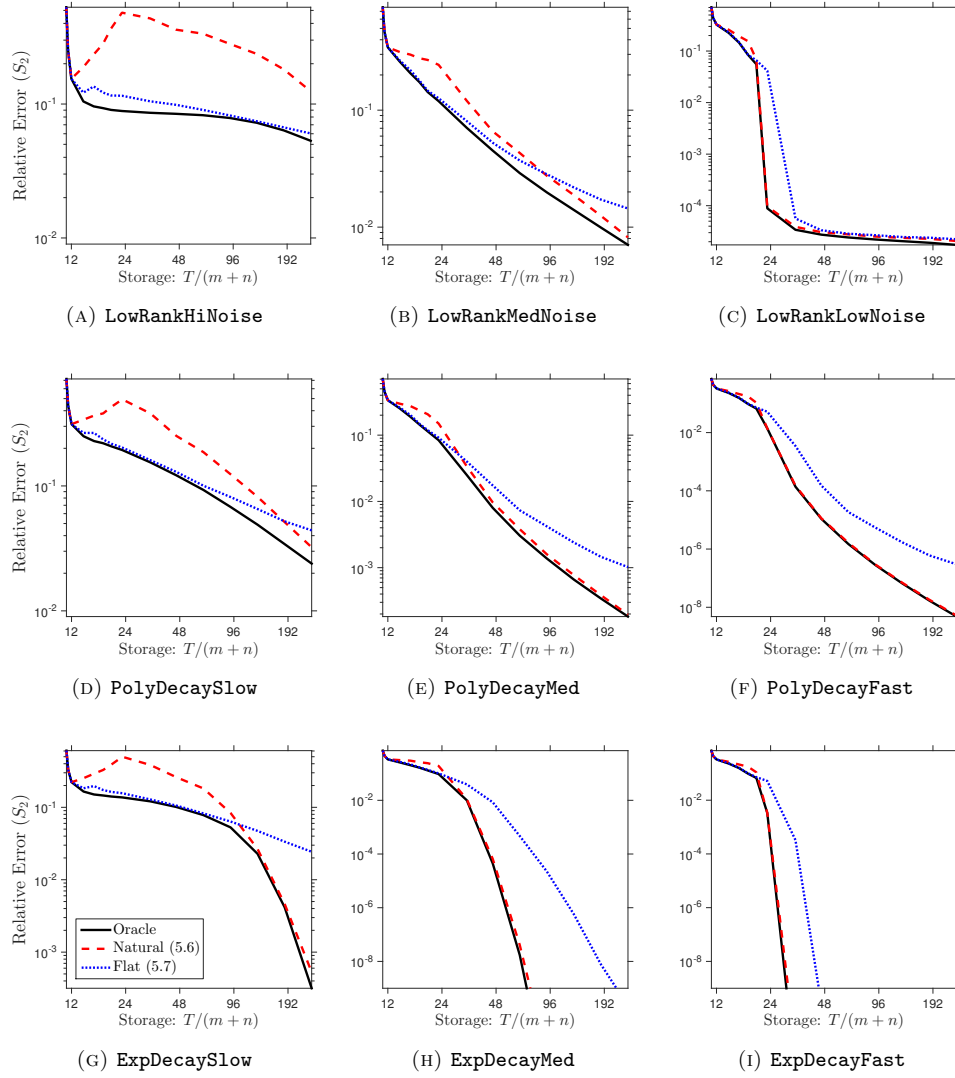 Relative Error (S₂)
10⁻¹
10⁻²
12 24 48 96 192
Storage: T/(m + n)
(A) LowRankHiNoise
10⁻¹
10⁻²
12 24 48 96 192
Storage: T/(m + n)
(B) LowRankMedNoise
10⁻¹
10⁻²
10⁻³
10⁻⁴
12 24 48 96 192
Storage: T/(m + n)
(C) LowRankLowNoise
Relative Error (S₂)
10⁻¹
10⁻²
12 24 48 96 192
Storage: T/(m + n)
(D) PolyDecaySlow
10⁻¹
10⁻²
10⁻³
12 24 48 96 192
Storage: T/(m + n)
(E) PolyDecayMed
10⁻²
10⁻⁴
10⁻⁶
10⁻⁸
12 24 48 96 192
Storage: T/(m + n)
(F) PolyDecayFast
Relative Error (S₂)
10⁻¹
10⁻²
10⁻³
Oracle
Natural (5.6)
Flat (5.7)
12 24 48 96 192
Storage: T/(m + n)
(G) ExpDecaySlow
10⁻²
10⁻⁴
10⁻⁶
10⁻⁸
12 24 48 96 192
Storage: T/(m + n)
(H) ExpDecayMed
10⁻²
10⁻⁴
10⁻⁶
10⁻⁸
12 24 48 96 192
Storage: T/(m + n)
(I) ExpDecayFast